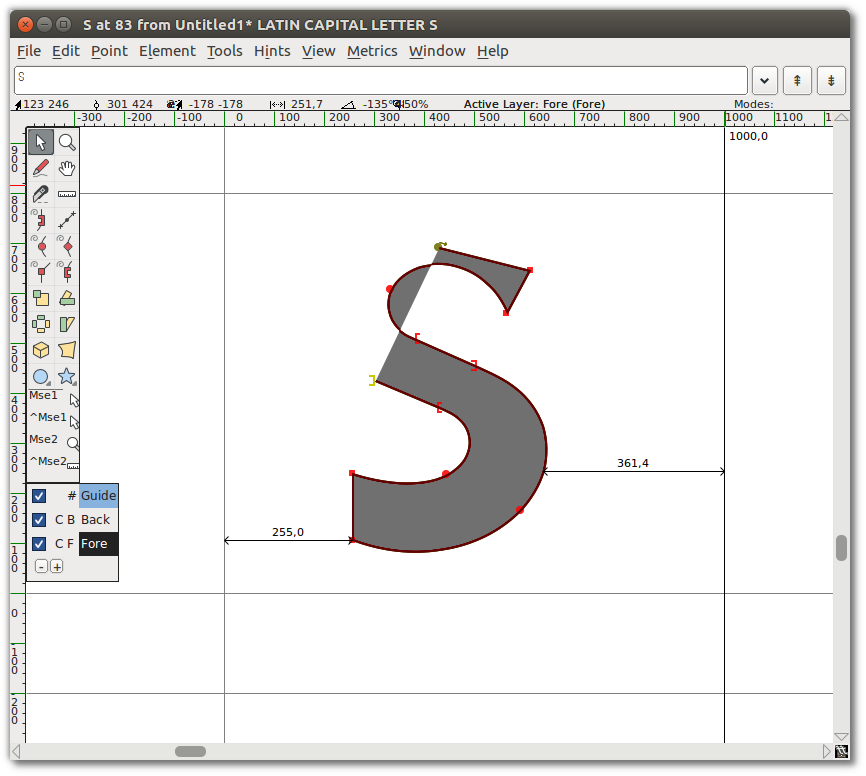 S at 83 from Untitled1* LATIN CAPITAL LETTER S
File Edit Point Element Tools Hints View Metrics Window Help
S
123 246 301 424 -178 -178 251,7 -135° 50% Active Layer: Fore (Fore) Modes:
-300 -200 -100 0 100 200 300 400 500 600 700 800 900 1000 1100 1
1000,0
900
800
700
600
500
400
300
200
100
0
100
200
Mse1
^Mse1
Mse2
^Mse2
# Guide
C B Back
C F Fore
- +
361,4
255,0